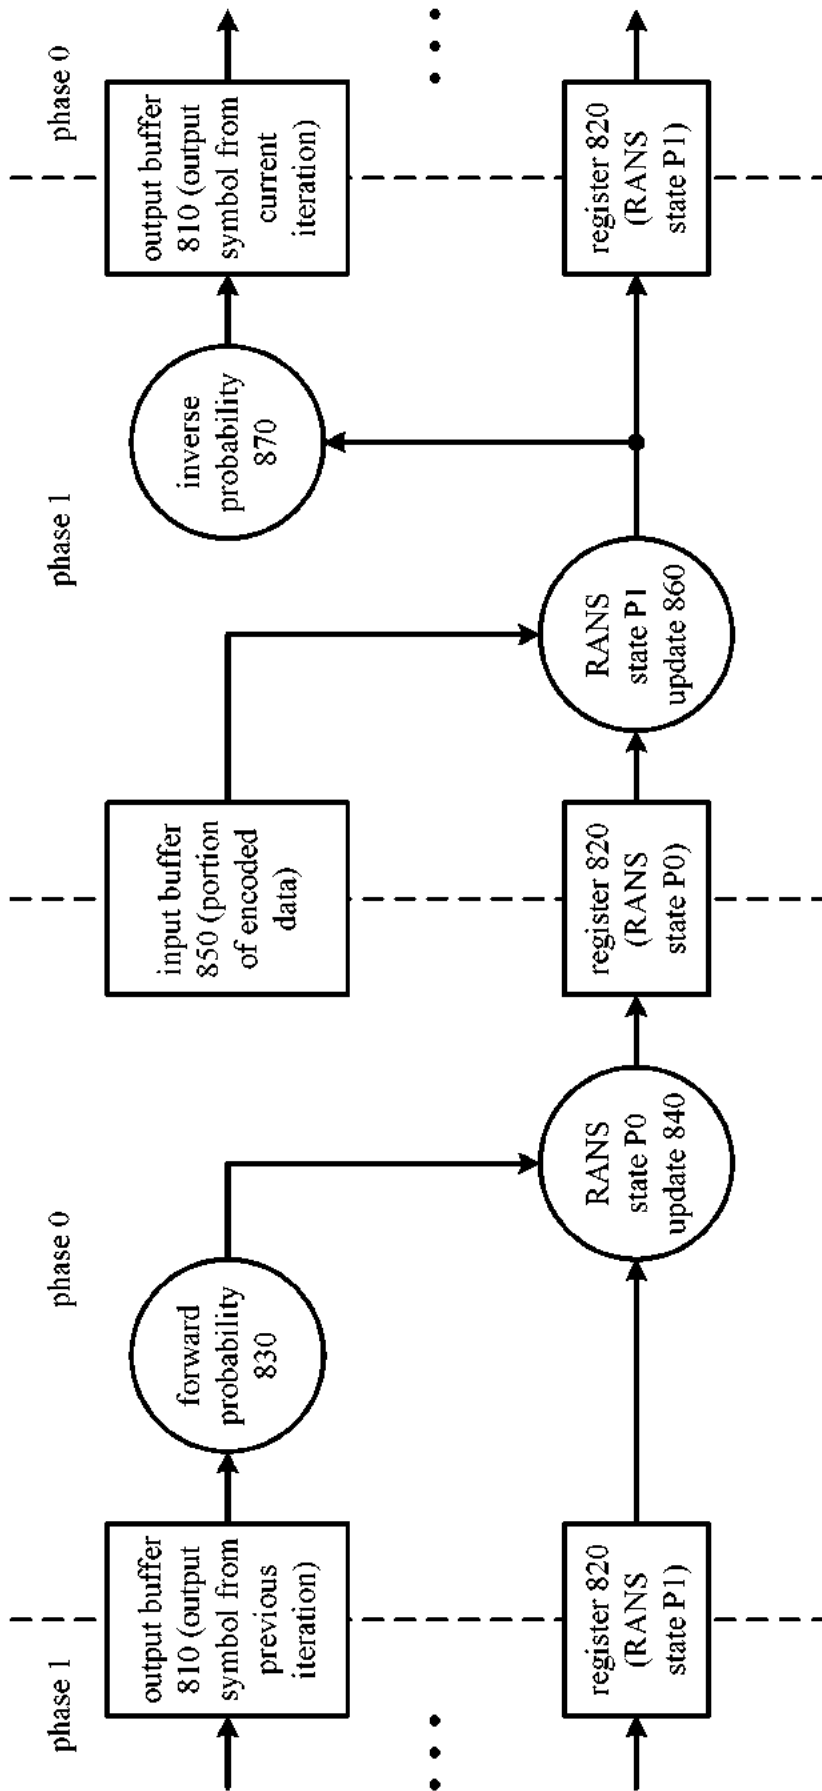 phase 1
phase 0
phase 1
phase 0
output buffer
810 (output
symbol from
previous
iteration)
forward
probability
830
input buffer
850 (portion
of encoded
data)
inverse
probability
870
output buffer
810 (output
symbol from
current
iteration)
register 820
(RANS
state P1)
RANS
state P0
update 840
register 820
(RANS
state P0)
RANS
state P1
update 860
register 820
(RANS
state P1)